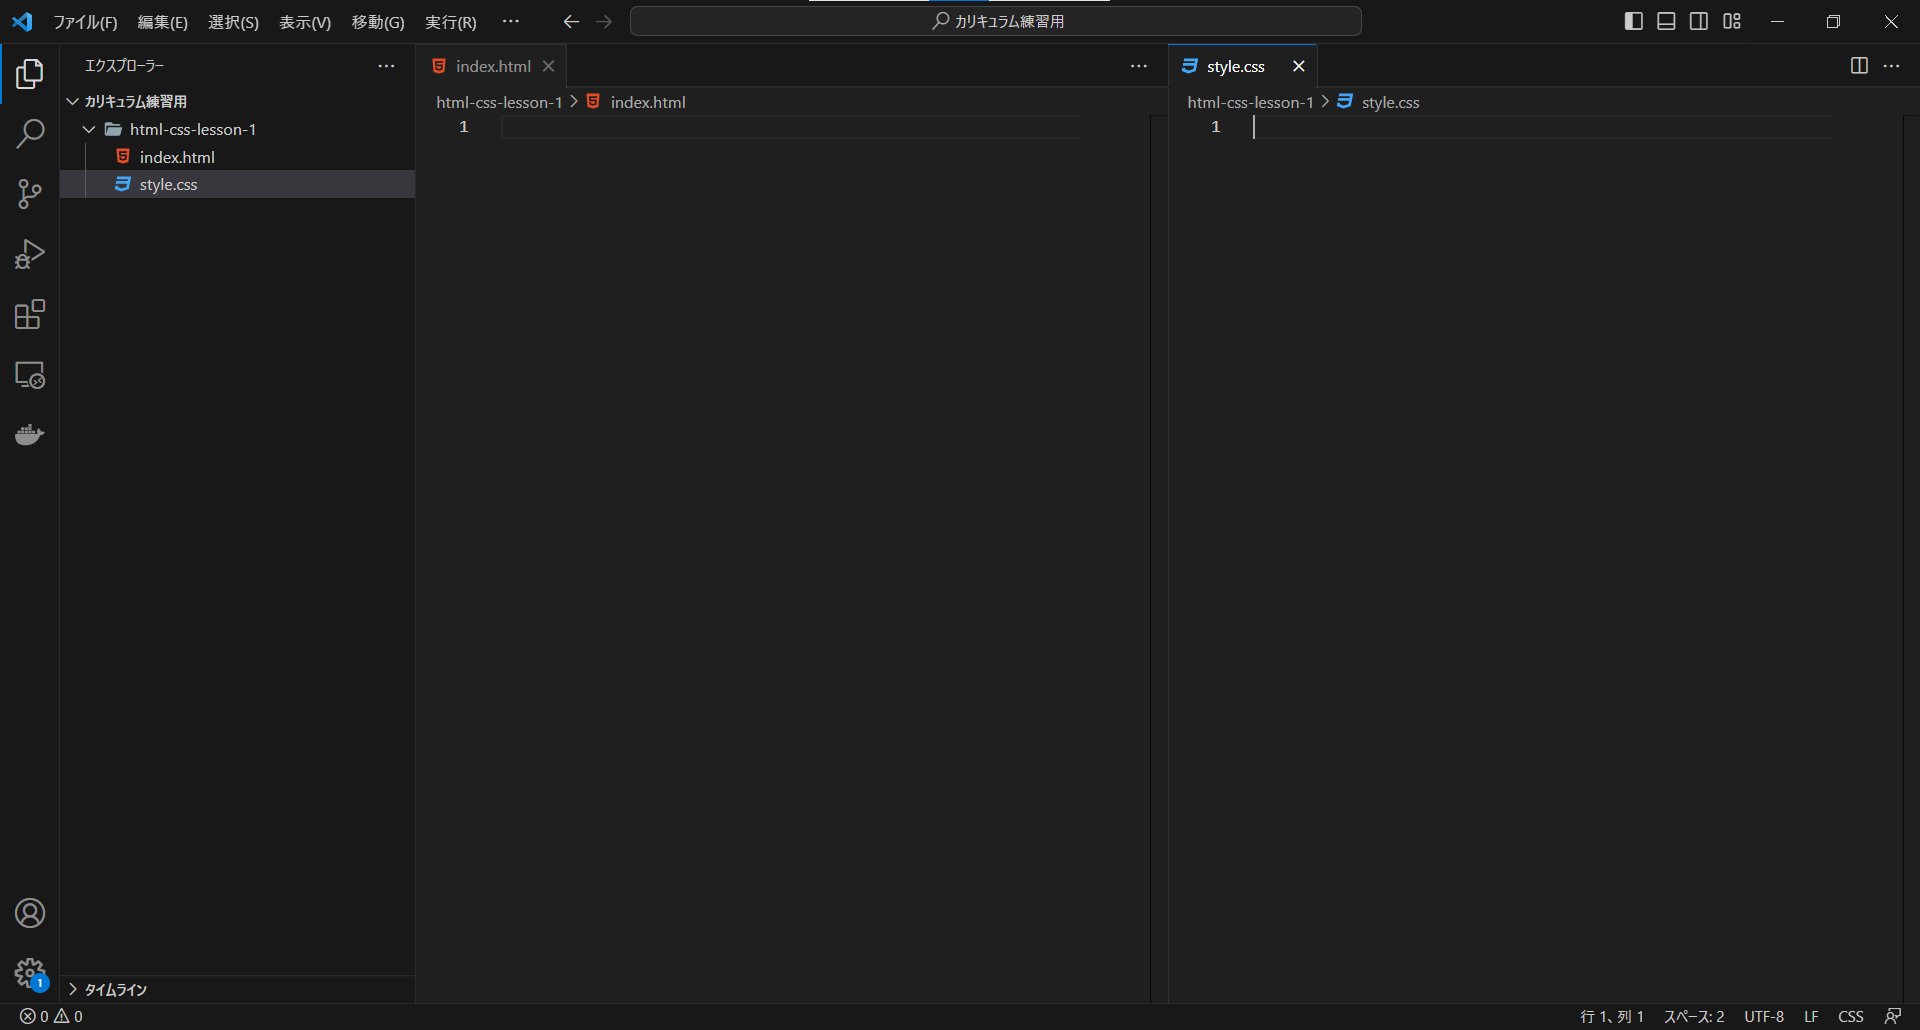 ファイル(F) 編集(E) 選択(S) 表示(V) 移動(G) 実行(R) ··· カリキュラム練習用
エクスプローラー ···
カリキュラム練習用
html-css-lesson-1
index.html
style.css
タイムライン
index.html ···
html-css-lesson-1 > index.html
1
style.css ···
html-css-lesson-1 > style.css
1
1
0 0
行 1、列 1 スペース: 2 UTF-8 LF CSS